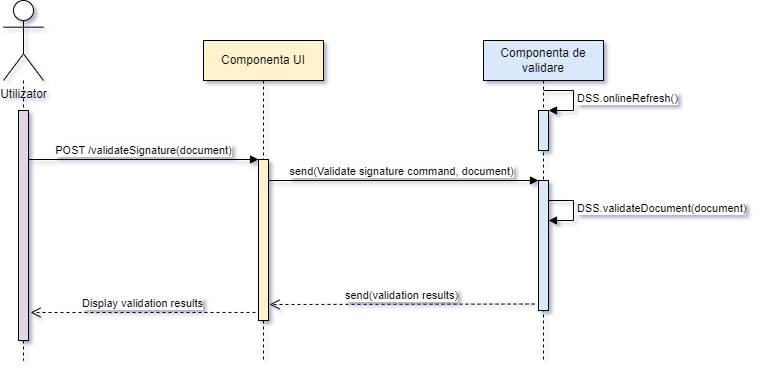 Componenta UI
Componenta de
validare
Utilizator
DSS.onlineRefresh()
POST /validateSignature(document)
send(Validate signature command, document)
DSS.validateDocument(document)
send(validation results)
Display validation results